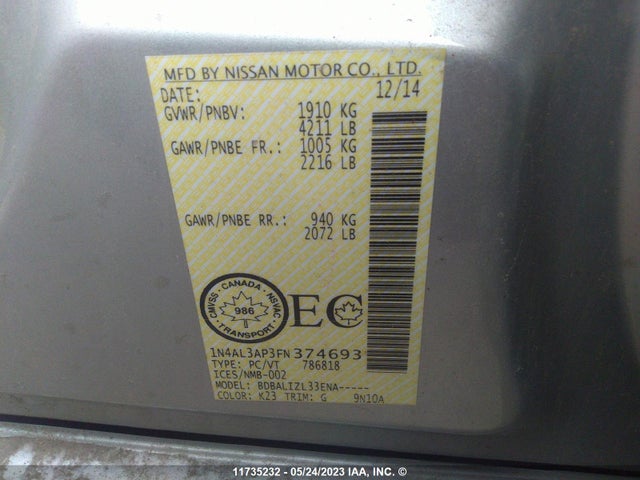 MFD BY NISSAN MOTOR CO., LTD.
DATE: 12/14
GVWR/PNBV: 1910 KG
4211 LB
GAWR/PNBE FR.: 1005 KG
2216 LB
GAWR/PNBE RR.: 940 KG
2072 LB
CMVSS · CANADA · NSVAC · TRANSPORT ·
986
EC
1N4AL3AP3FN374693
TYPE: PC/VT 786818
ICES/NMB-002
MODEL: BDBALIZL33ENA-----
COLOR: K23 TRIM: G 9N10A
11735232 - 05/24/2023 IAA, INC. ©